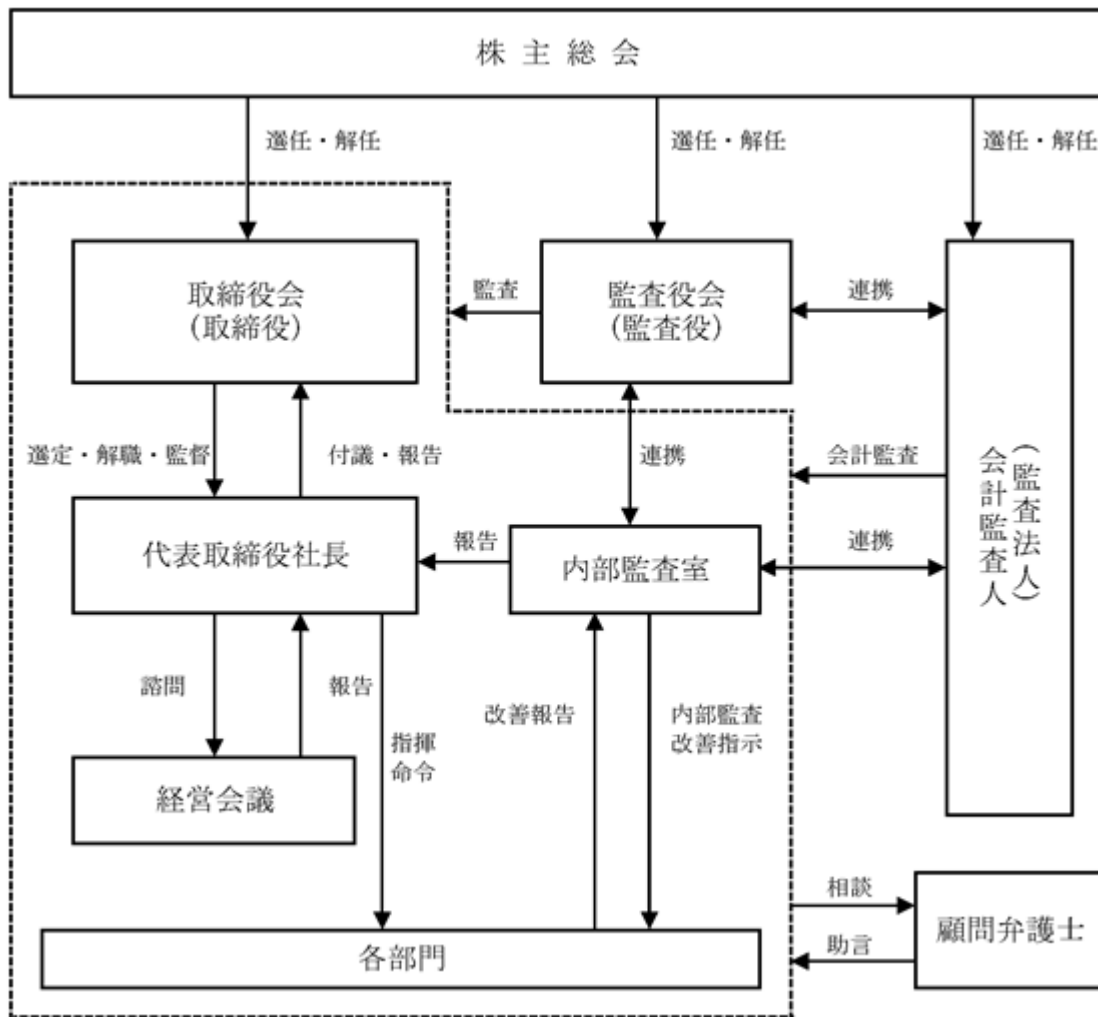 株主総会
選任・解任
選任・解任
選任・解任
取締役会
(取締役)
監査
監査役会
(監査役)
連携
選定・解職・監督
付議・報告
連携
会計監査
会計監査人
(監査法人)
代表取締役社長
報告
内部監査室
連携
諮問
報告
指揮
命令
改善報告
内部監査
改善指示
経営会議
相談
顧問弁護士
助言
各部門